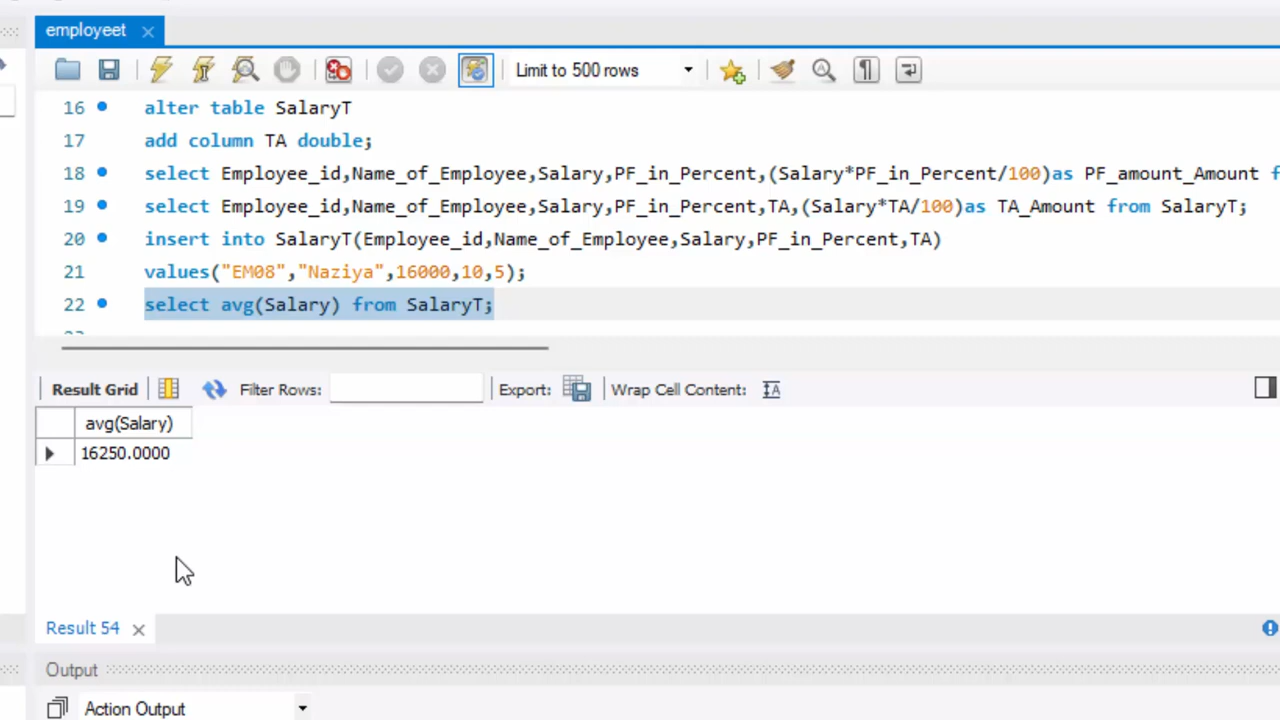 employeet
Limit to 500 rows
16 alter table SalaryT
17 add column TA double;
18 select Employee_id,Name_of_Employee,Salary,PF_in_Percent,(Salary*PF_in_Percent/100)as PF_amount_Amount f
19 select Employee_id,Name_of_Employee,Salary,PF_in_Percent,TA,(Salary*TA/100)as TA_Amount from SalaryT;
20 insert into SalaryT(Employee_id,Name_of_Employee,Salary,PF_in_Percent,TA)
21 values("EM08","Naziya",16000,10,5);
22 select avg(Salary) from SalaryT;
Result Grid Filter Rows: Export: Wrap Cell Content:
avg(Salary)
16250.0000
Result 54
Output
Action Output